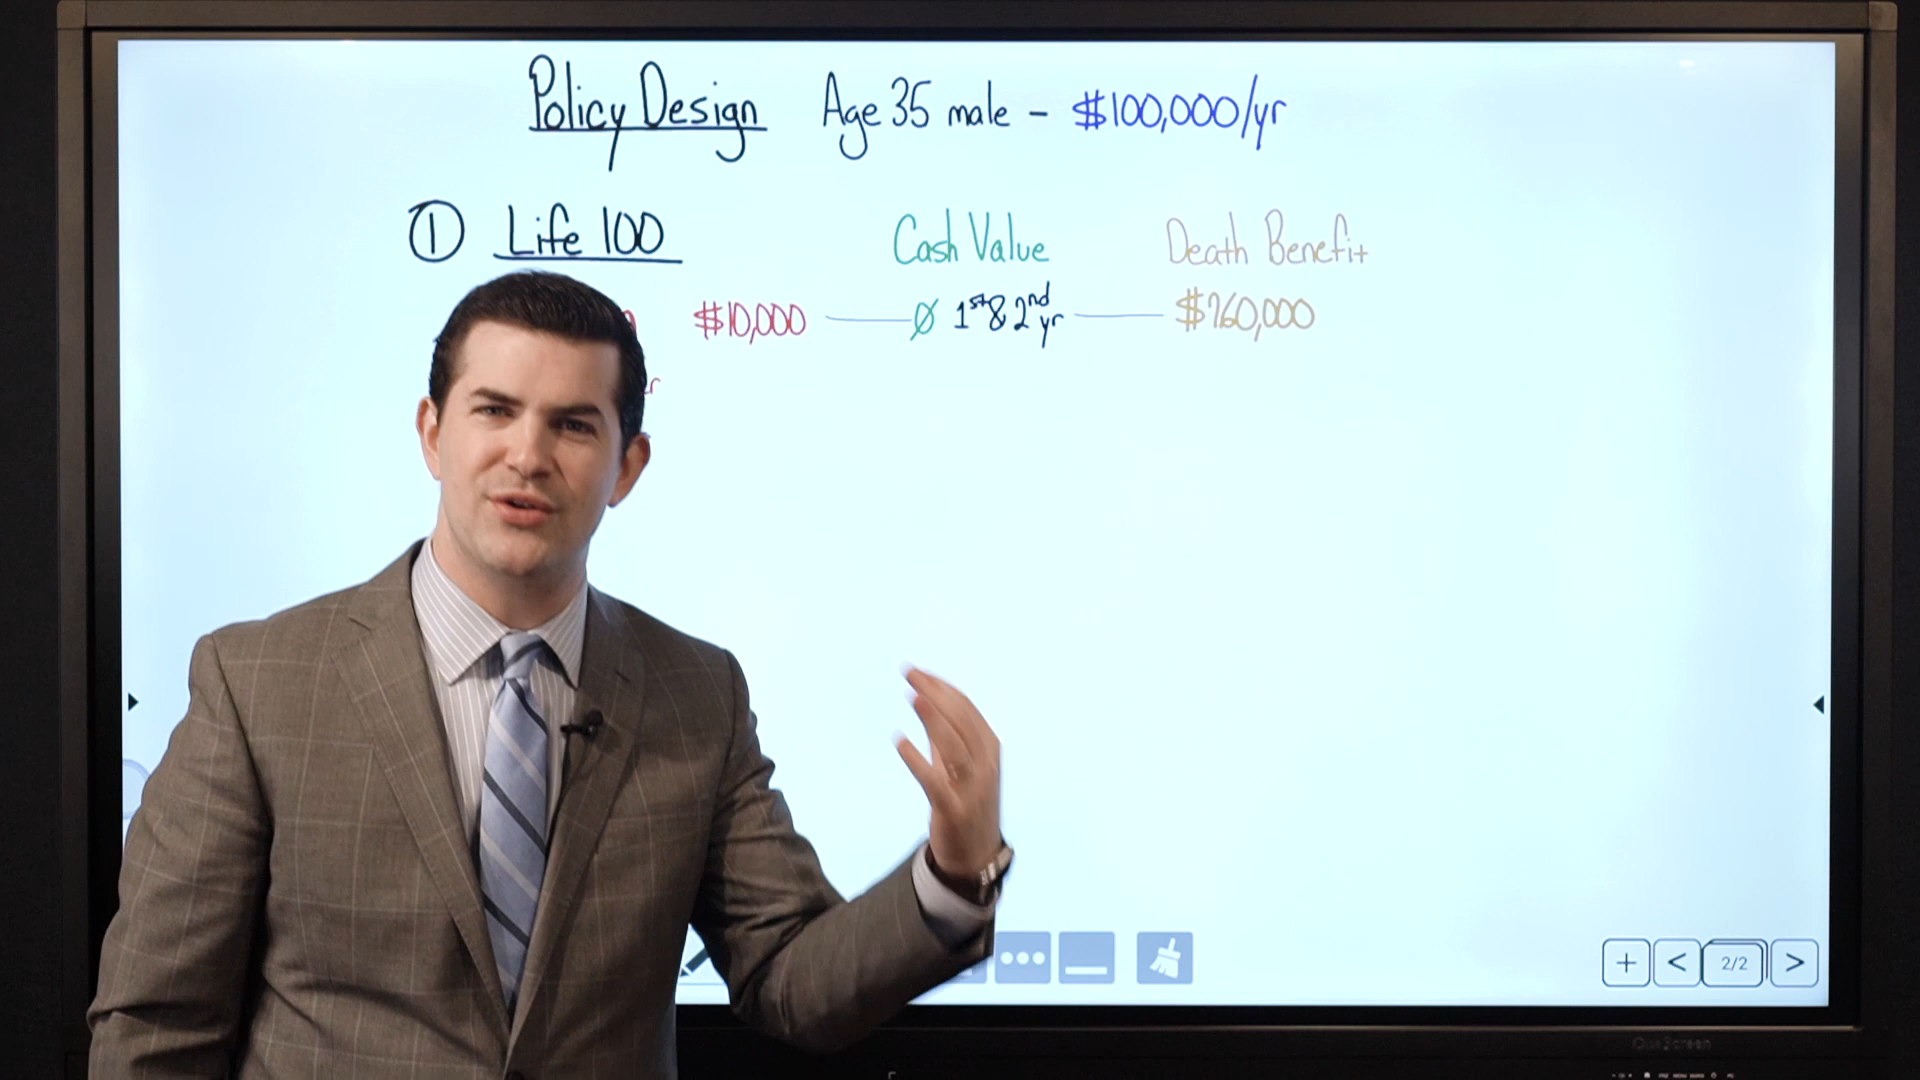 Policy Design Age 35 male - $100,000/yr
① Life 100 Cash Value Death Benefit
$10,000 — Ø 1st & 2nd yr — $760,000
+ < 2/2 >